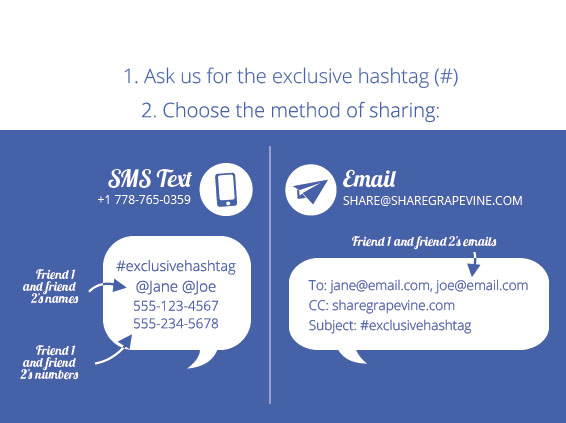 1. Ask us for the exclusive hashtag (#)
2. Choose the method of sharing:
SMS Text
+1 778-765-0359
Friend 1
and friend
2's names
#exclusivehashtag
@Jane @Joe
555-123-4567
555-234-5678
Friend 1
and friend
2's numbers
Email
SHARE@SHAREGRAPEVINE.COM
Friend 1 and friend 2's emails
To: jane@email.com, joe@email.com
CC: sharegrapevine.com
Subject: #exclusivehashtag